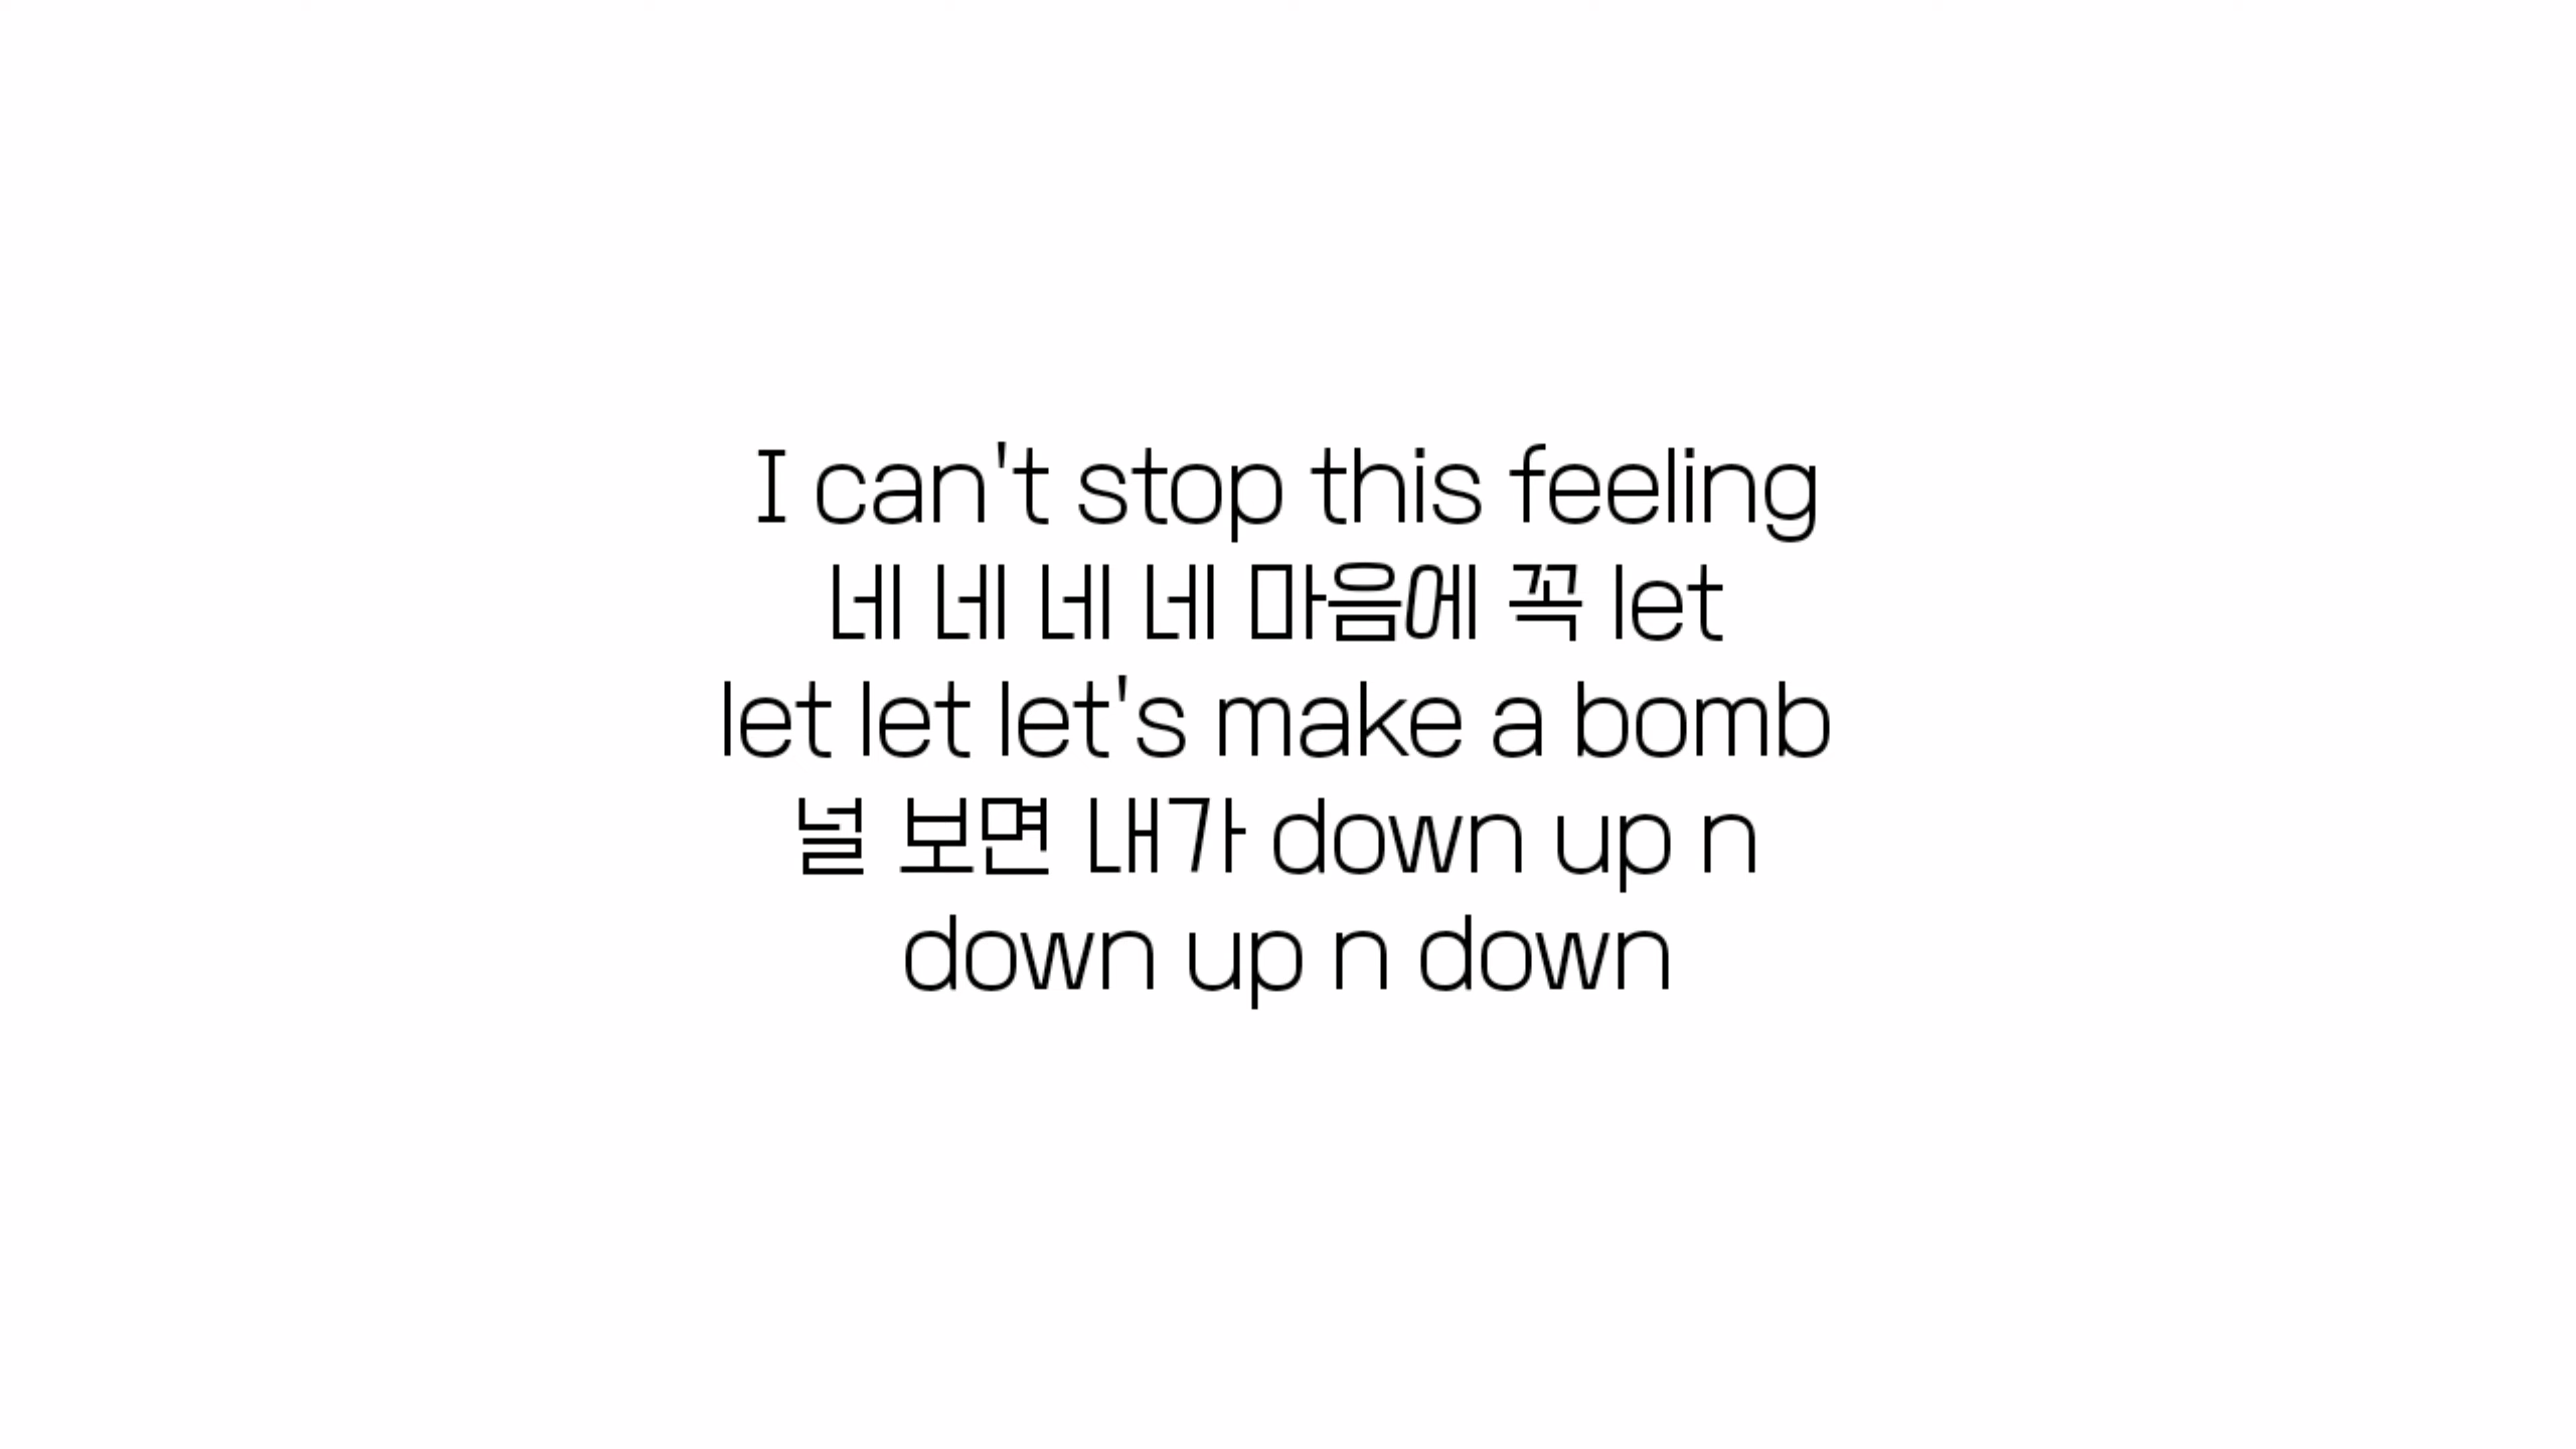 I can't stop this feeling
네 네 네 네 마음에 꼭 let
let let let's make a bomb
널 보면 내가 down up n
down up n down